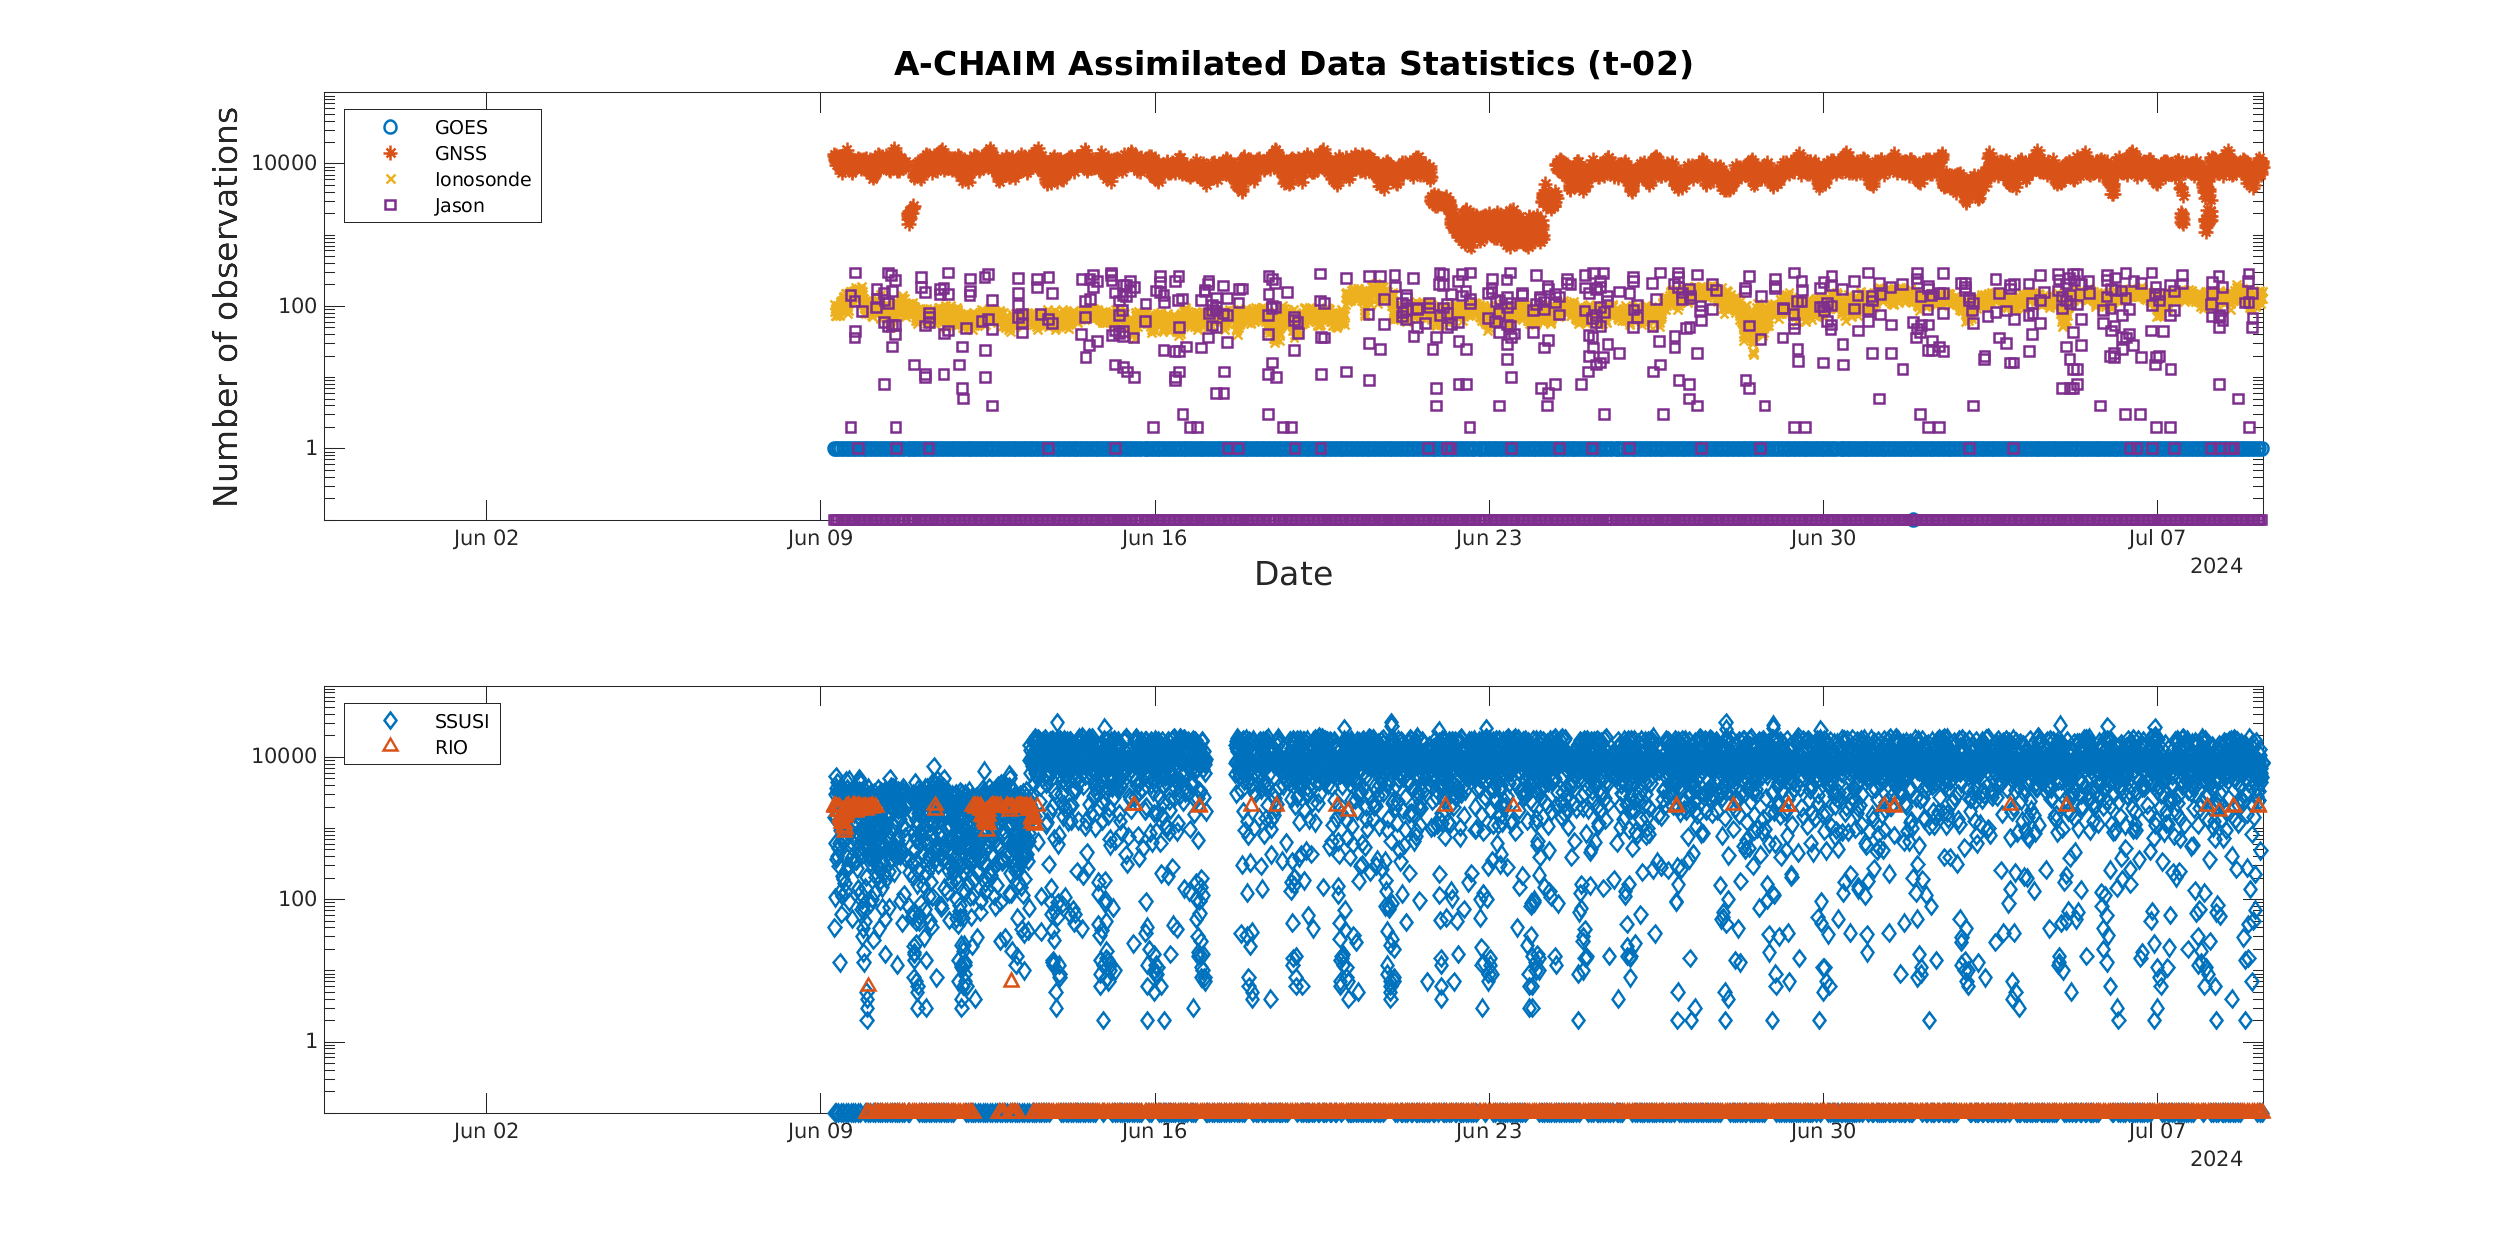 A-CHAIM Assimilated Data Statistics (t-02)
Number of observations
10000
100
1
GOES
GNSS
Ionosonde
Jason
Jun 02
Jun 09
Jun 16
Jun 23
Jun 30
Jul 07
2024
Date
10000
100
1
SSUSI
RIO
Jun 02
Jun 09
Jun 16
Jun 23
Jun 30
Jul 07
2024